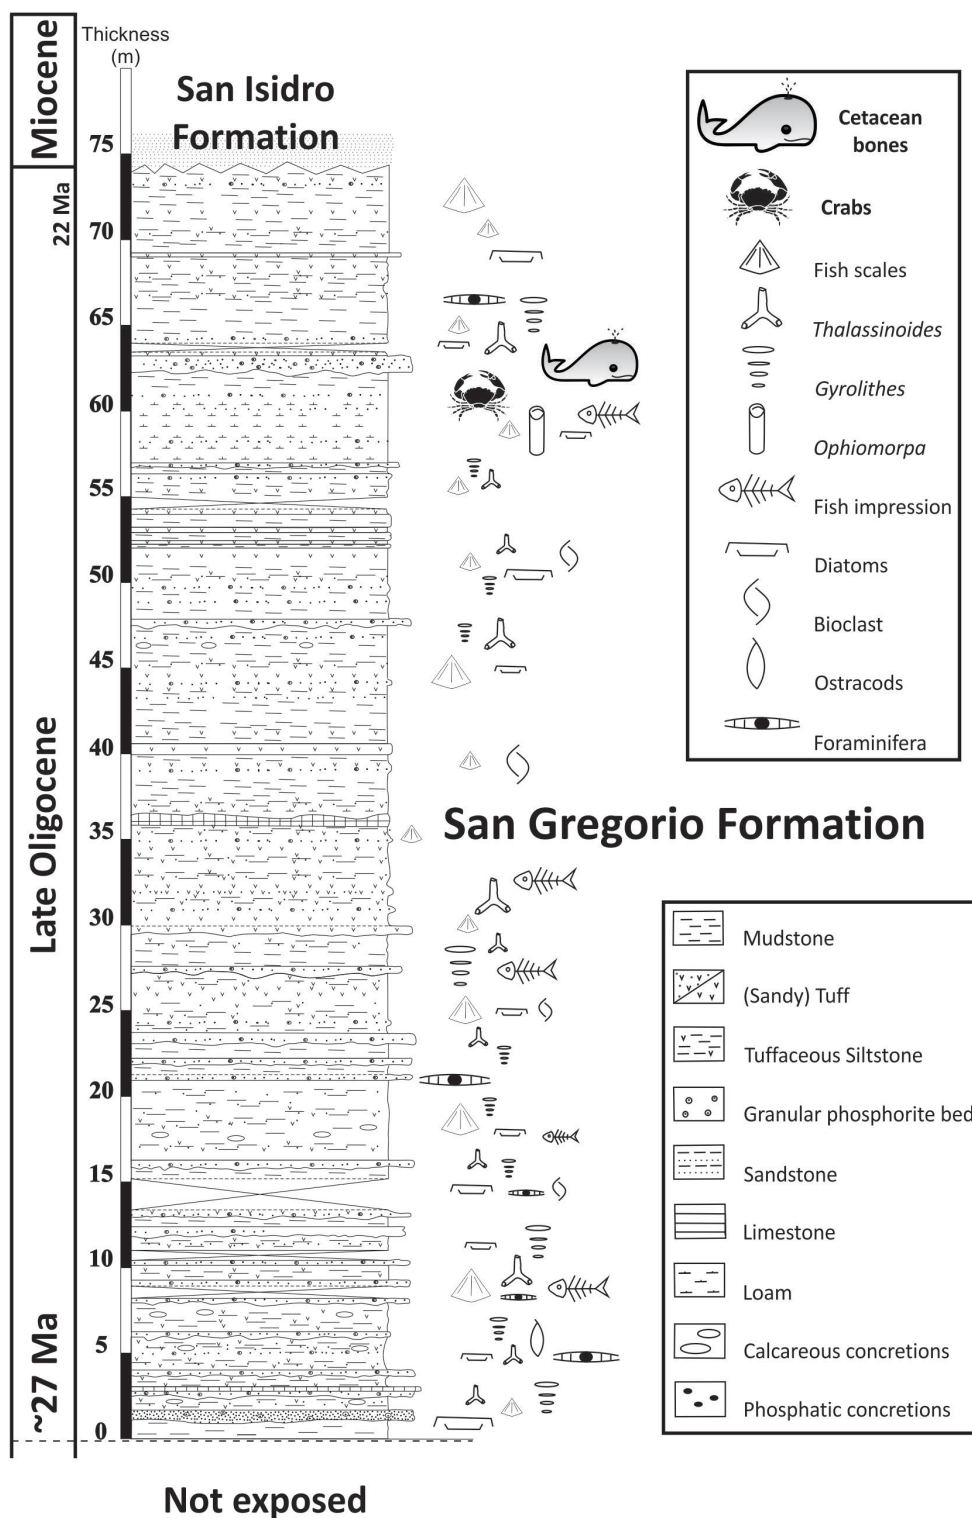 Miocene
22 Ma
Late Oligocene
~27 Ma
Thickness
(m)
75
70
65
60
55
50
45
40
35
30
25
20
15
10
5
0
San Isidro
Formation
San Gregorio Formation
Not exposed
Cetacean
bones
Crabs
Fish scales
Thalassinoides
Gyrolithes
Ophiomorpa
Fish impression
Diatoms
Bioclast
Ostracods
Foraminifera
Mudstone
(Sandy) Tuff
Tuffaceous Siltstone
Granular phosphorite bed
Sandstone
Limestone
Loam
Calcareous concretions
Phosphatic concretions